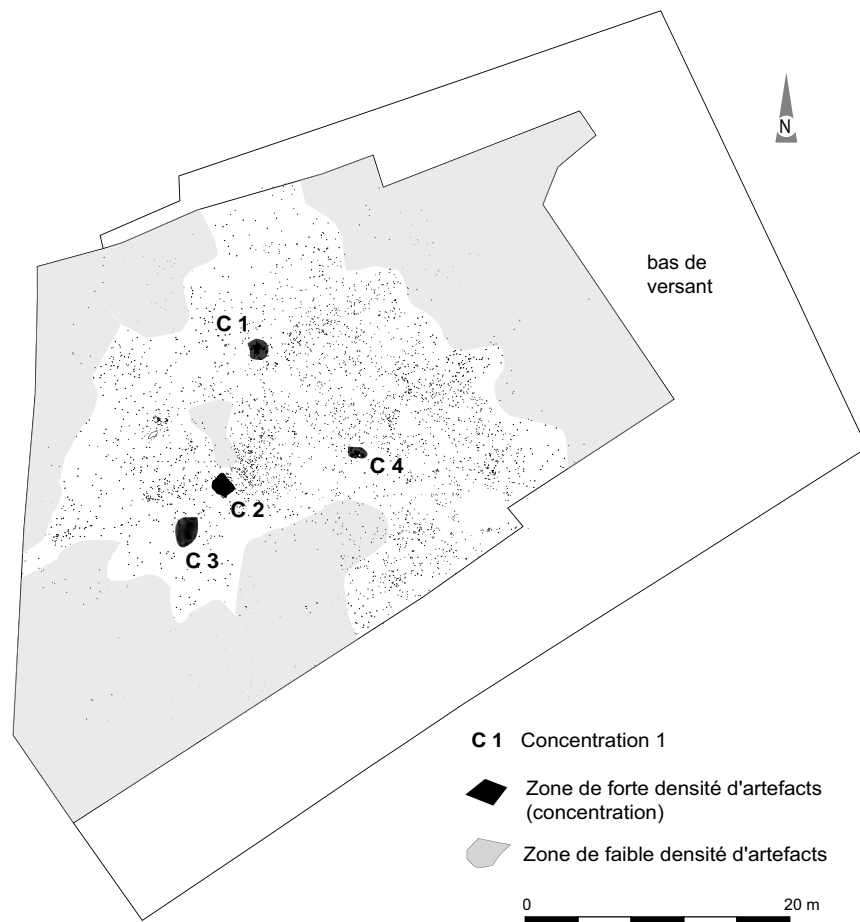 N
bas de
versant
C 1
C 4
C 2
C 3
C 1 Concentration 1
Zone de forte densité d'artefacts
(concentration)
Zone de faible densité d'artefacts
0 20 m